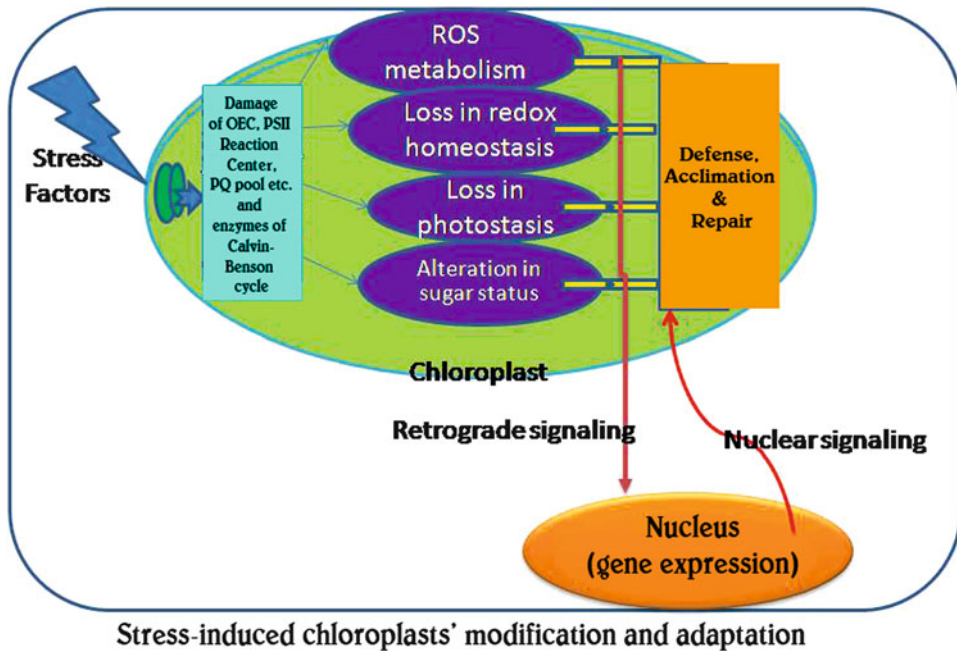 ROS
metabolism
Loss in redox
homeostasis
Loss in
photostasis
Alteration in
sugar status
Stress
Factors
Damage
of OEC, PSII
Reaction
Center,
PQ pool etc.
and
enzymes of
Calvin-
Benson
cycle
Defense,
Acclimation
&
Repair
Chloroplast
Retrograde signaling
Nuclear signaling
Nucleus
(gene expression)
Stress-induced chloroplasts' modification and adaptation